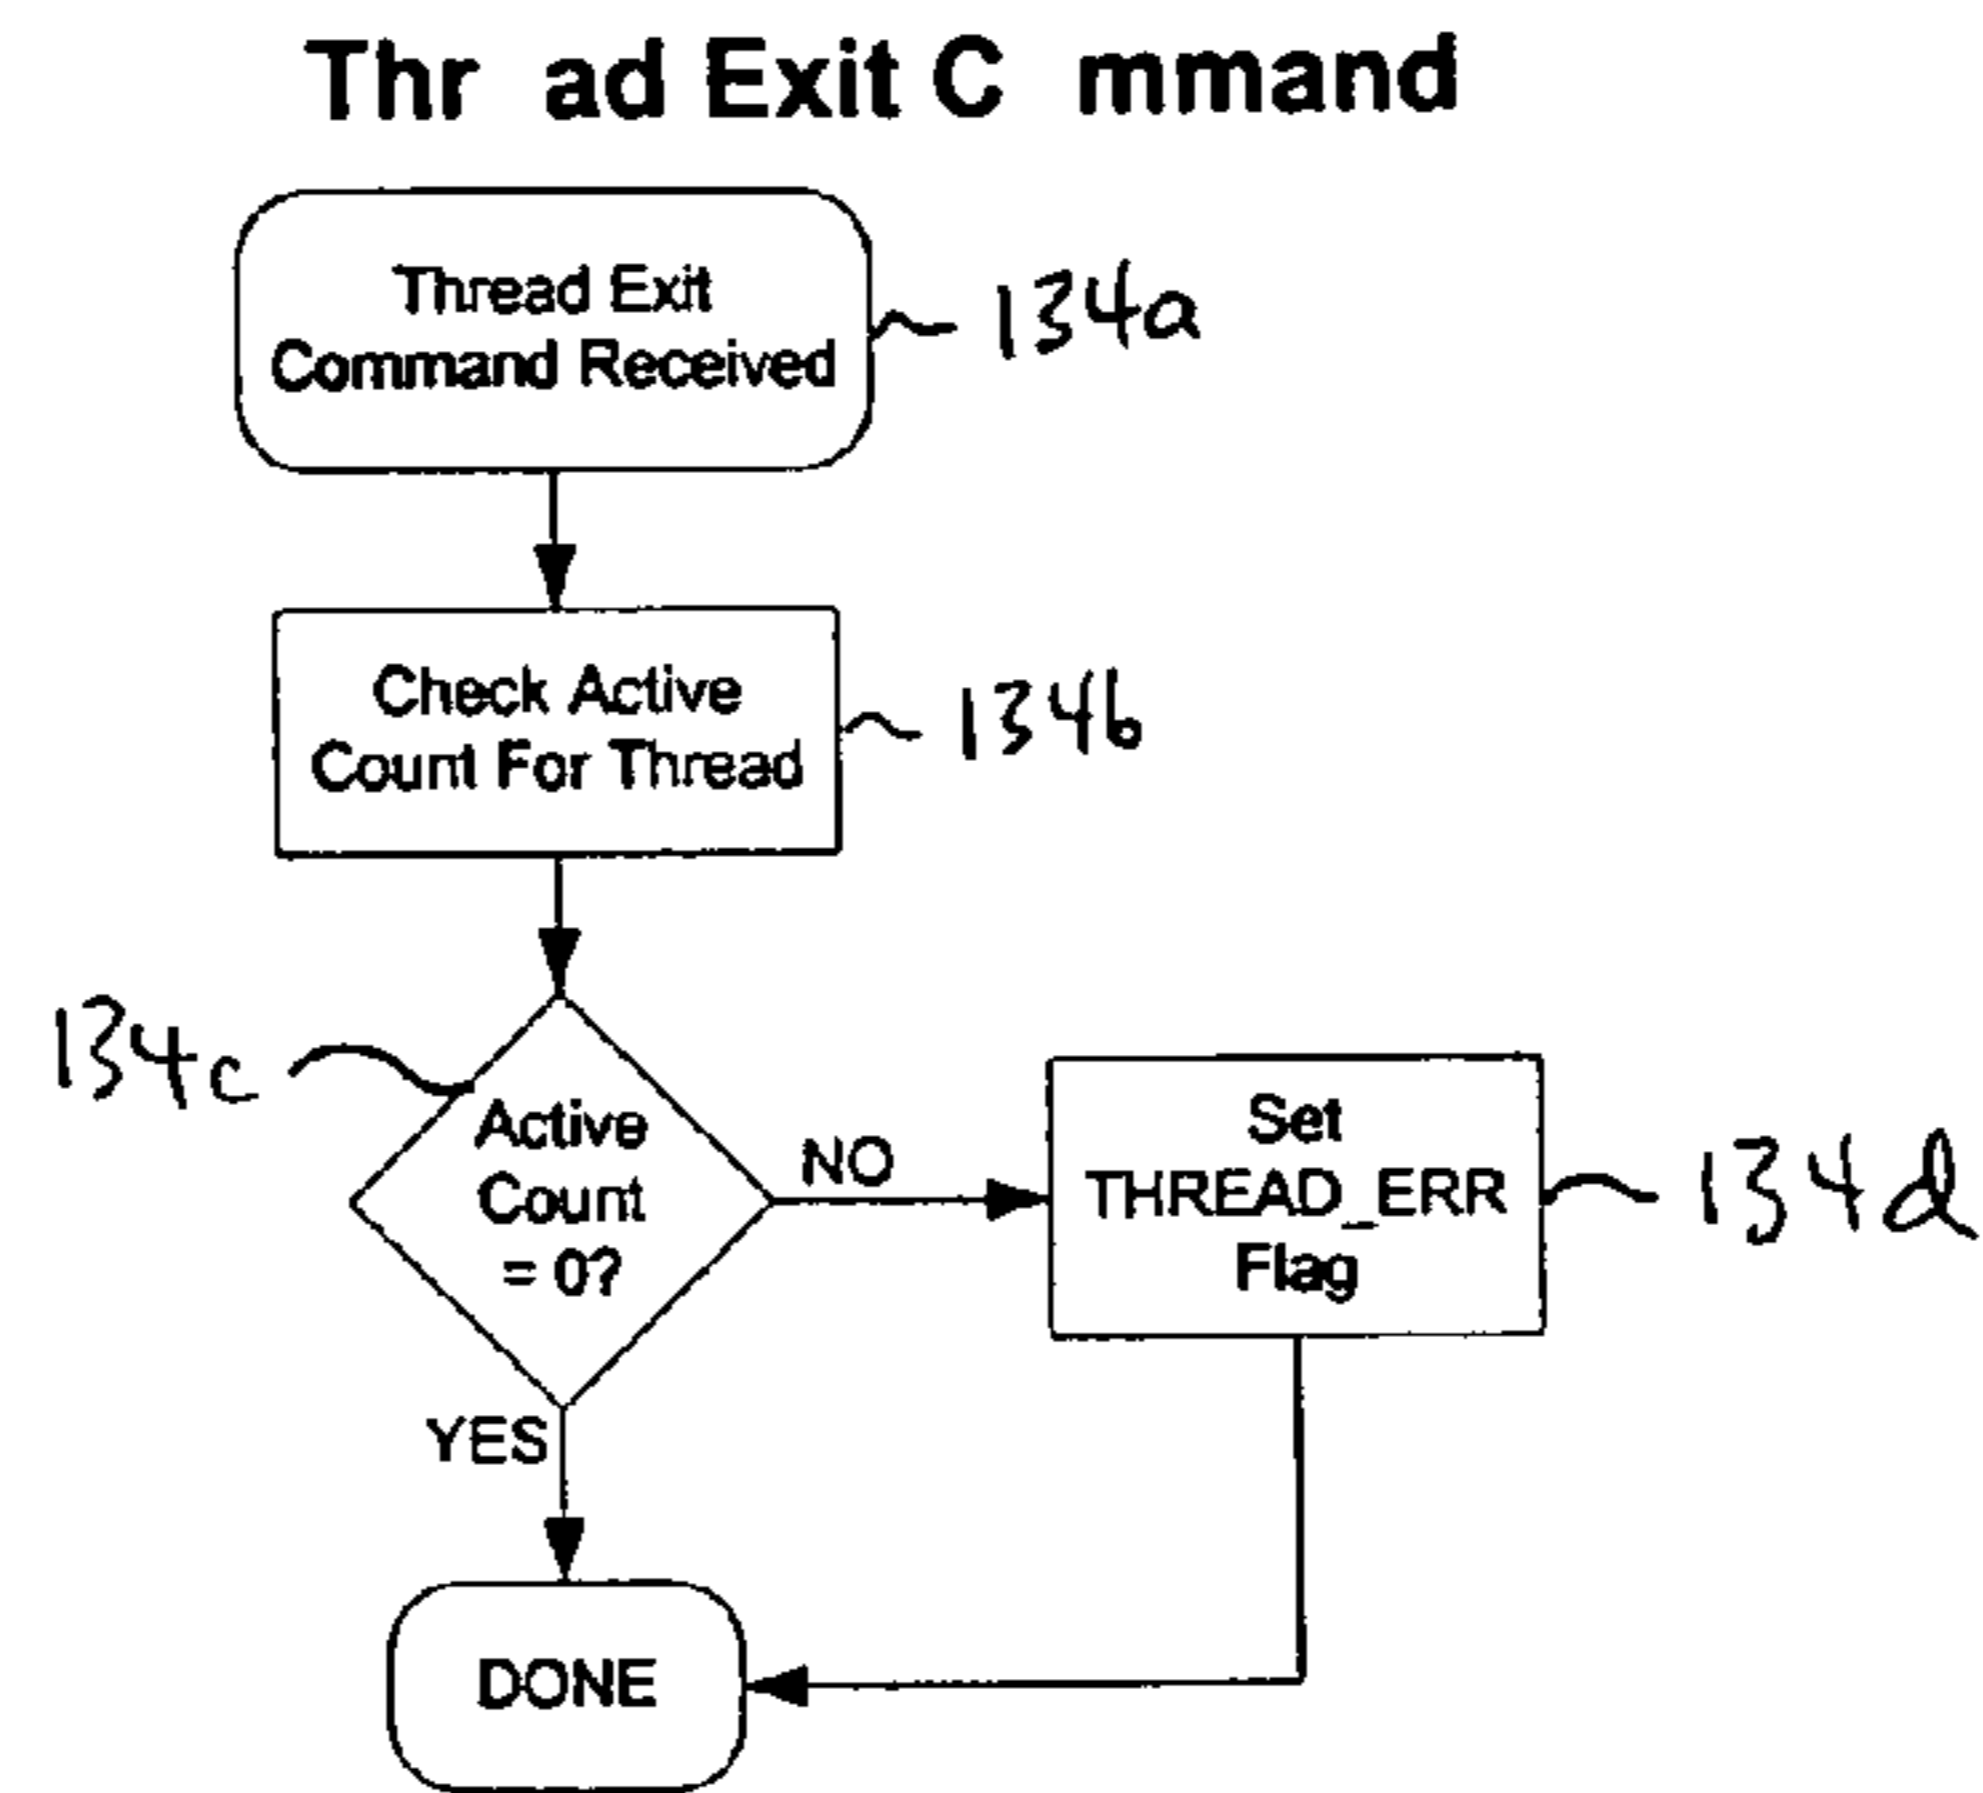 Thr ad Exit C mmand
Thread Exit
Command Received
134a
Check Active
Count For Thread
134b
134c
Active
Count
= 0?
NO
Set
THREAD_ERR
Flag
134d
YES
DONE